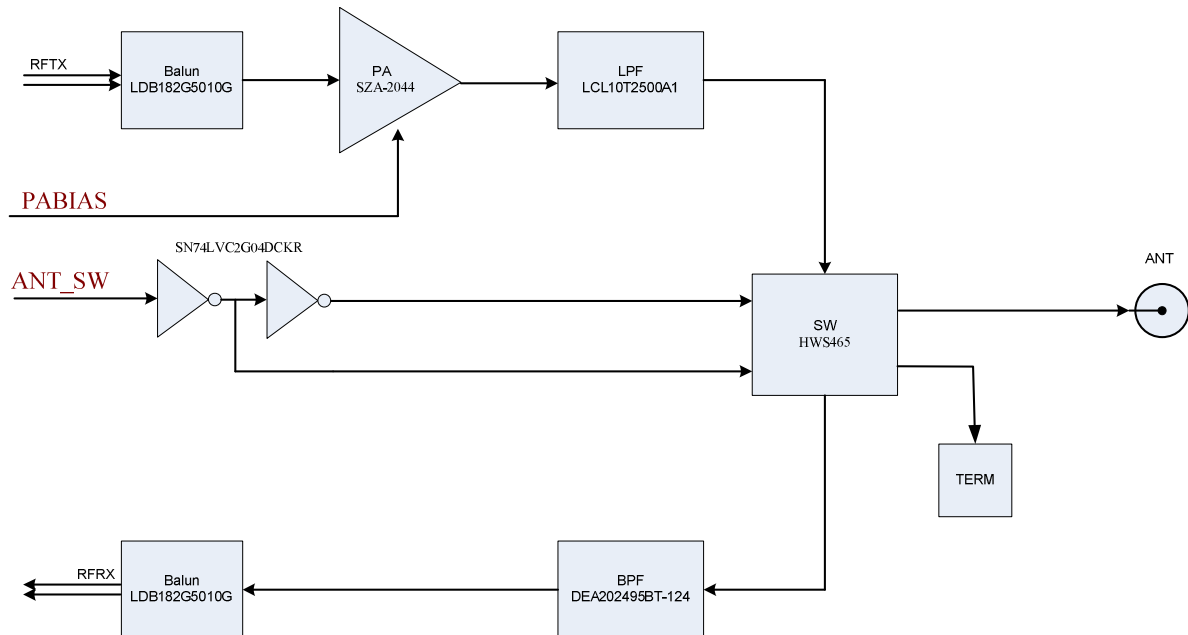 RFTX
Balun
LDB182G5010G
PA
SZA-2044
LPF
LCL10T2500A1
PABIAS
SN74LVC2G04DCKR
ANT_SW
ANT
SW
HWS465
TERM
RFRX
Balun
LDB182G5010G
BPF
DEA202495BT-124